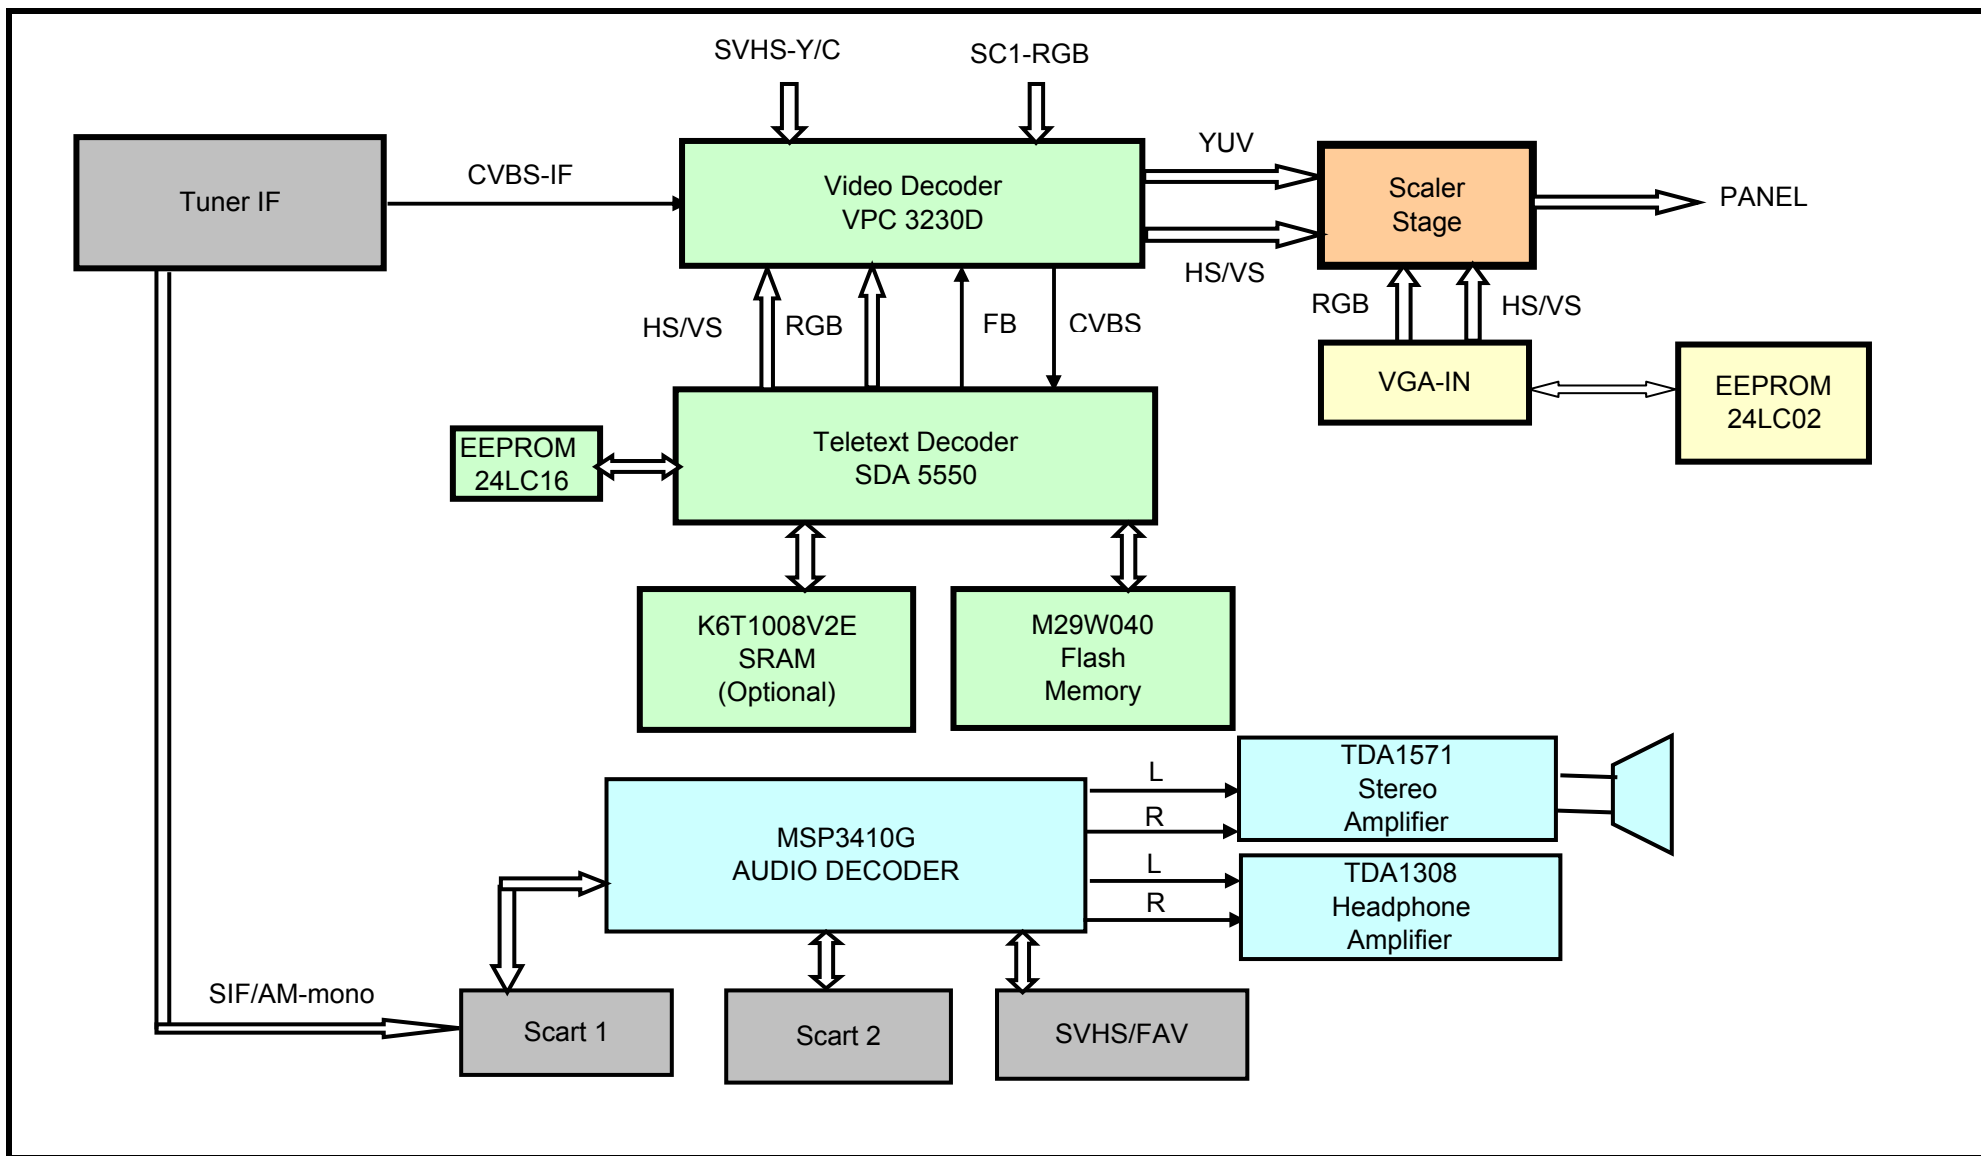 SVHS-Y/C
SC1-RGB
Tuner IF
CVBS-IF
Video Decoder
VPC 3230D
YUV
HS/VS
Scaler
Stage
PANEL
HS/VS
RGB
FB
CVBS
RGB
HS/VS
VGA-IN
EEPROM
24LC02
EEPROM
24LC16
Teletext Decoder
SDA 5550
K6T1008V2E
SRAM
(Optional)
M29W040
Flash
Memory
MSP3410G
AUDIO DECODER
L
R
L
R
TDA1571
Stereo
Amplifier
TDA1308
Headphone
Amplifier
SIF/AM-mono
Scart 1
Scart 2
SVHS/FAV